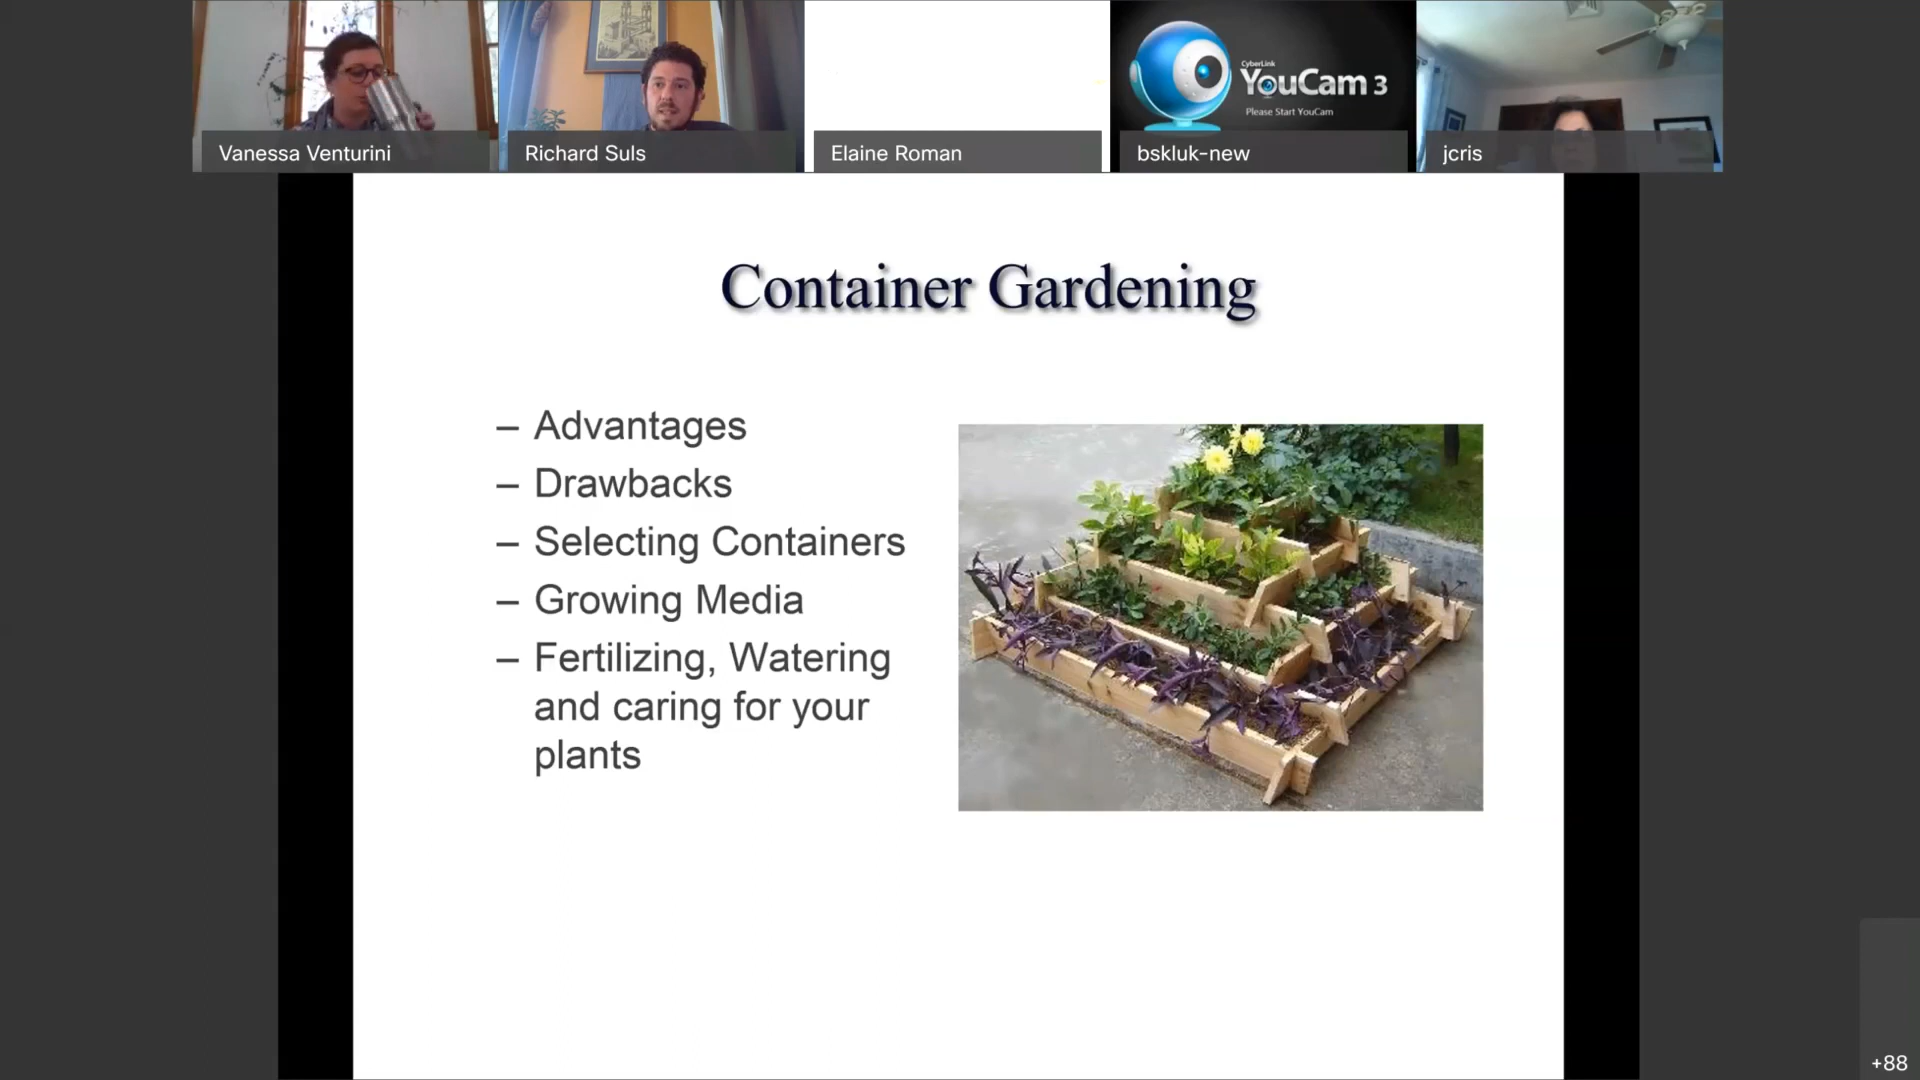 CyberLink
YouCam 3
Please Start YouCam
Vanessa Venturini
Richard Suls
Elaine Roman
bskluk-new
jcris
Container Gardening
– Advantages
– Drawbacks
– Selecting Containers
– Growing Media
– Fertilizing, Watering
and caring for your
plants
+88